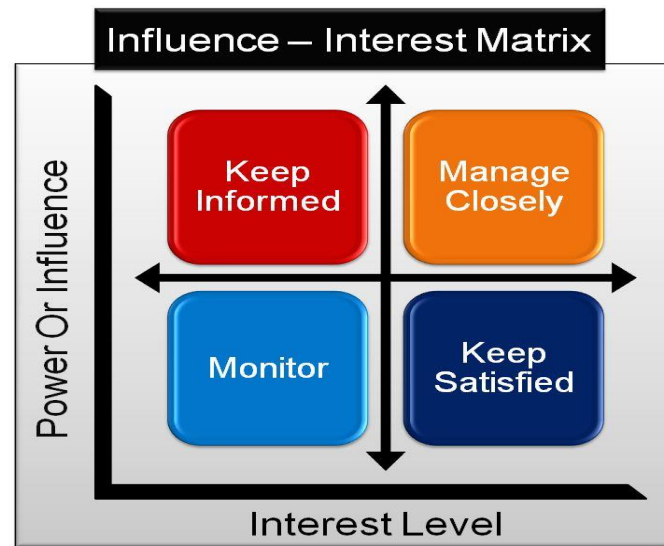 Influence – Interest Matrix
Power Or Influence
Keep
Informed
Manage
Closely
Monitor
Keep
Satisfied
Interest Level